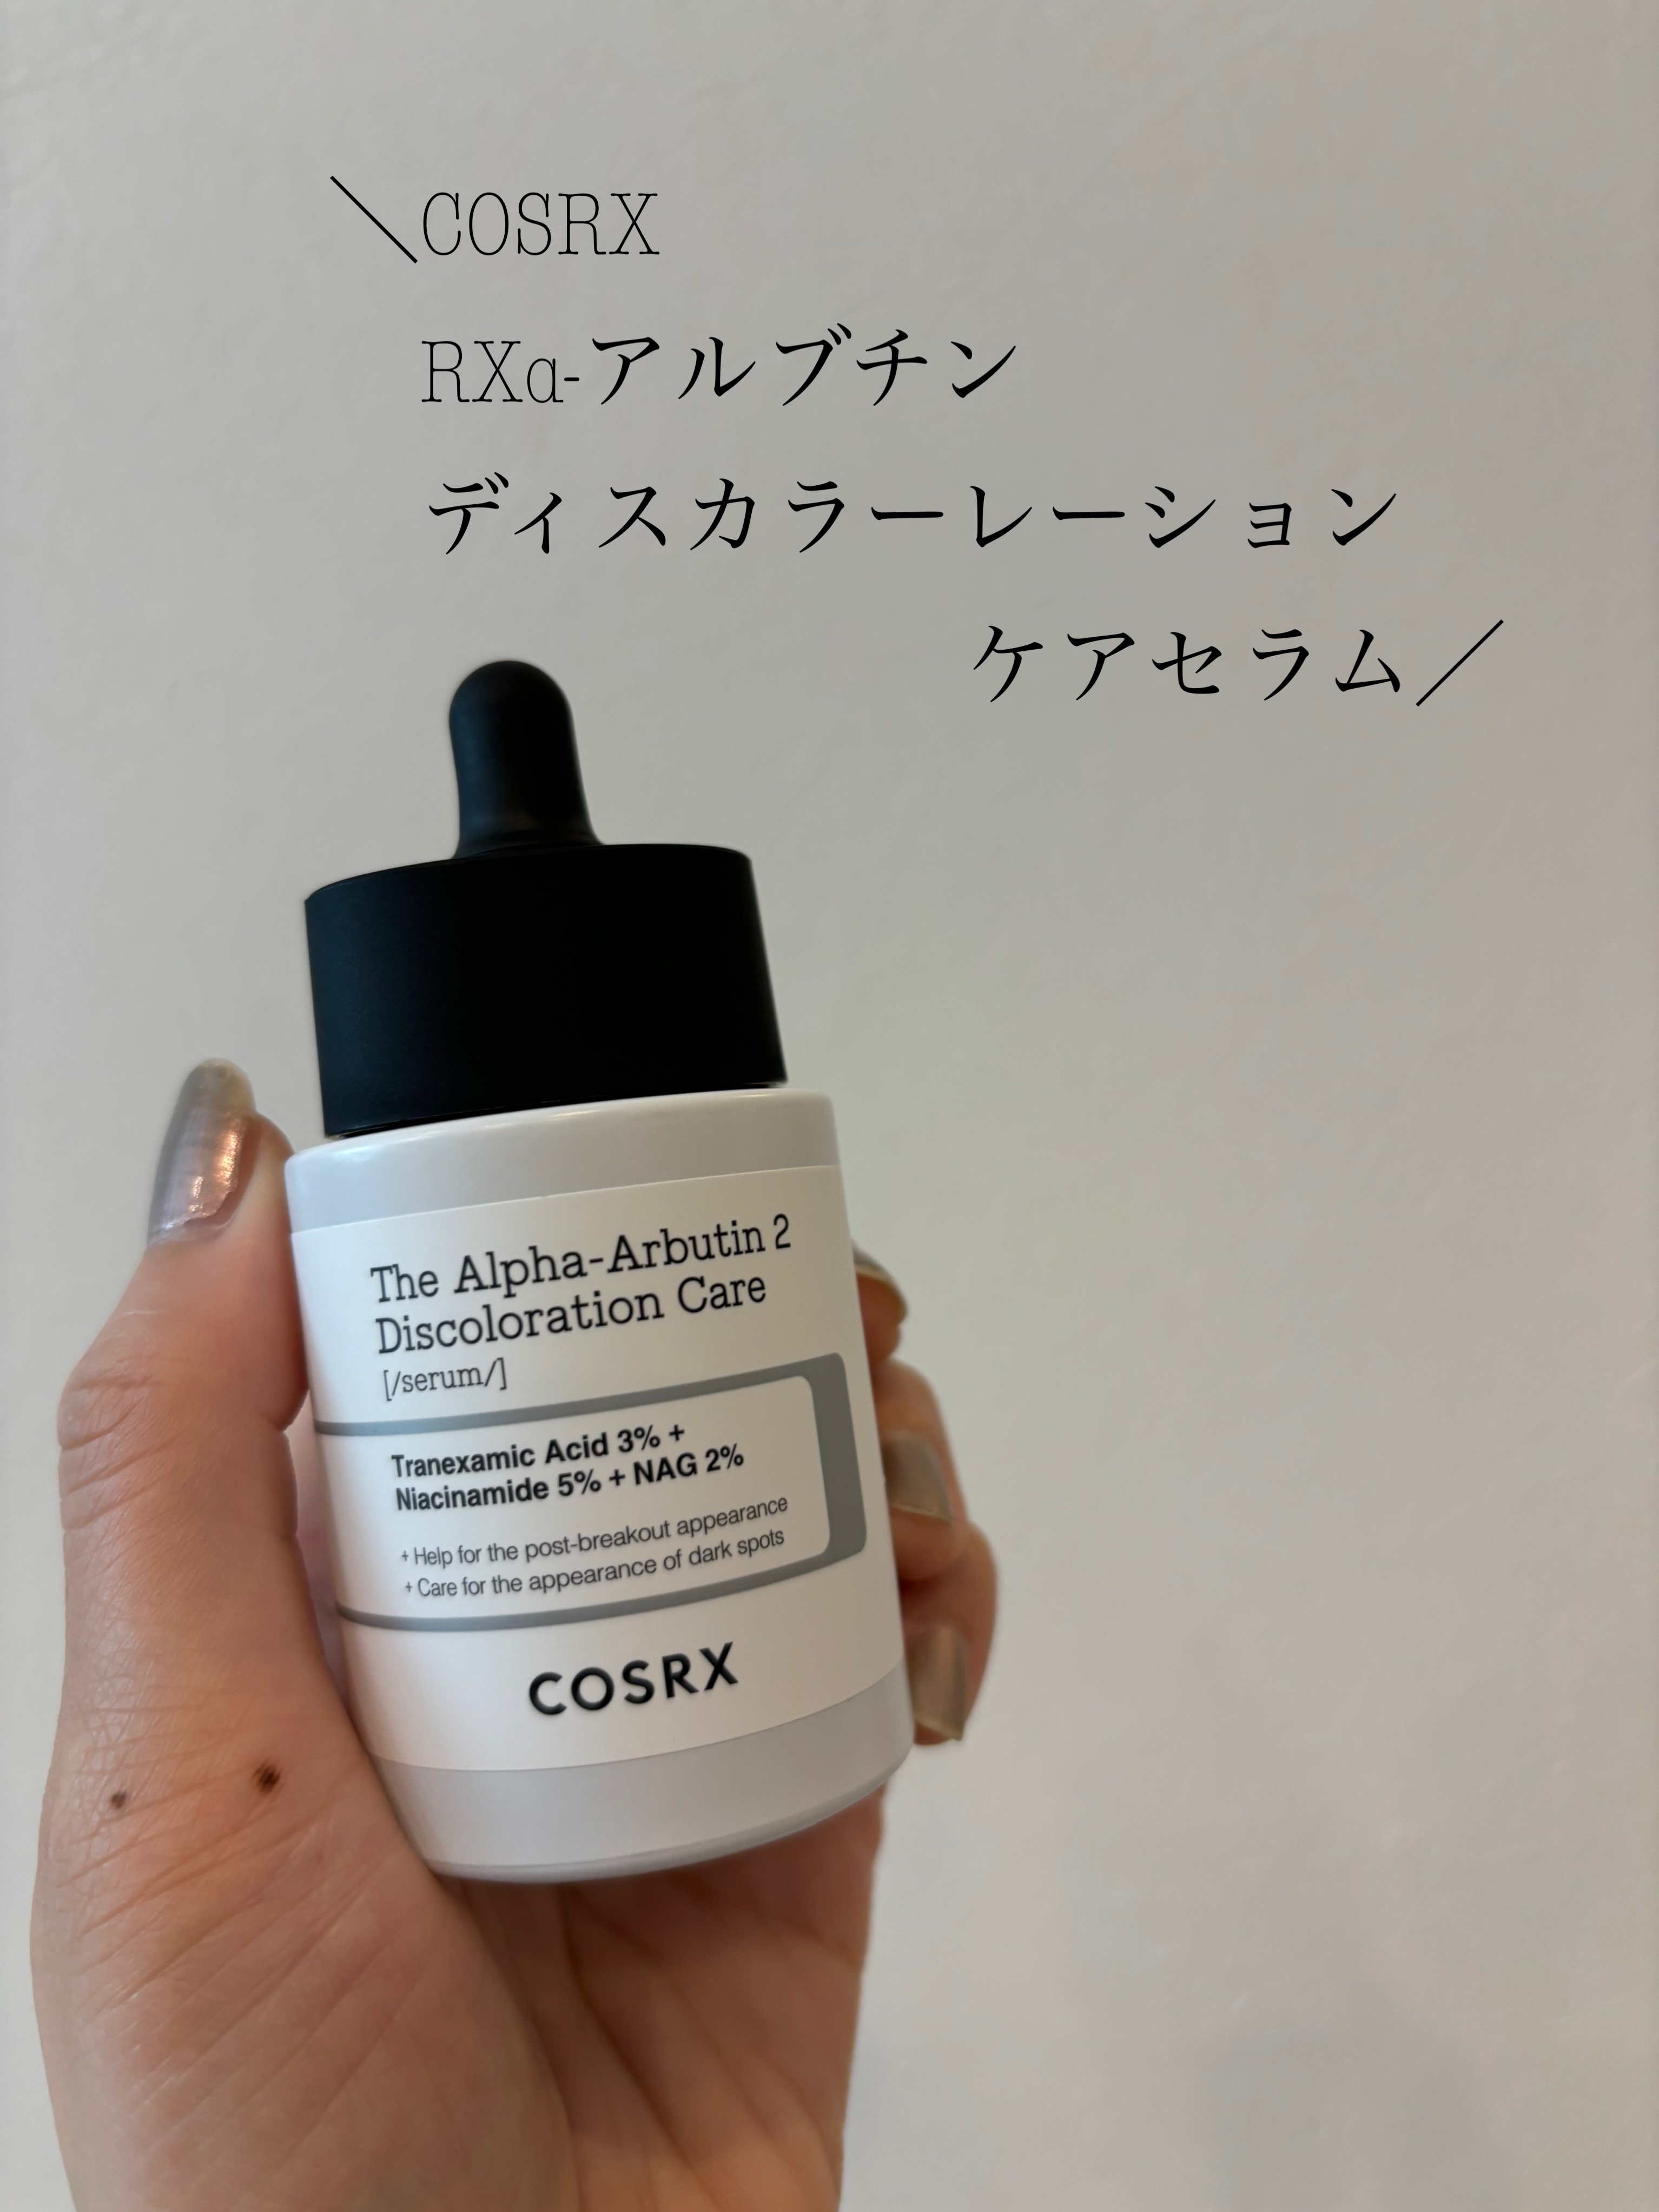 ＼COSRX
RXα-アルブチン
ディスカラーレーション
ケアセラム／
The Alpha-Arbutin 2
Discoloration Care
[/serum/]
Tranexamic Acid 3% +
Niacinamide 5% + NAG 2%
+ Help for the post-breakout appearance
+ Care for the appearance of dark spots
COSRX